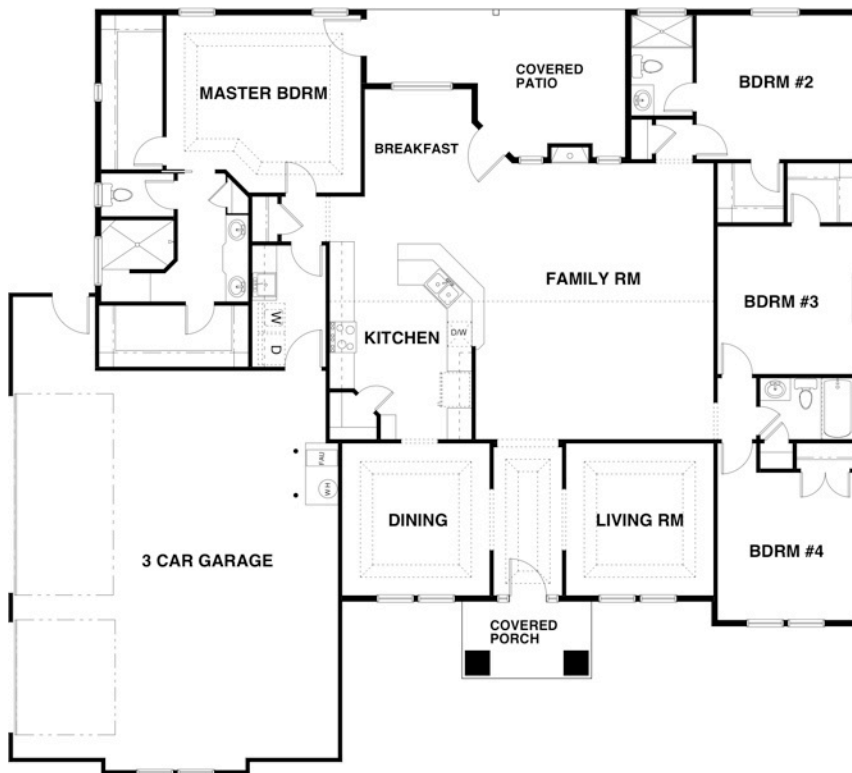 MASTER BDRM
COVERED
PATIO
BDRM #2
BREAKFAST
FAMILY RM
BDRM #3
W
D
KITCHEN
D/W
FAU
WH
DINING
LIVING RM
BDRM #4
3 CAR GARAGE
COVERED
PORCH